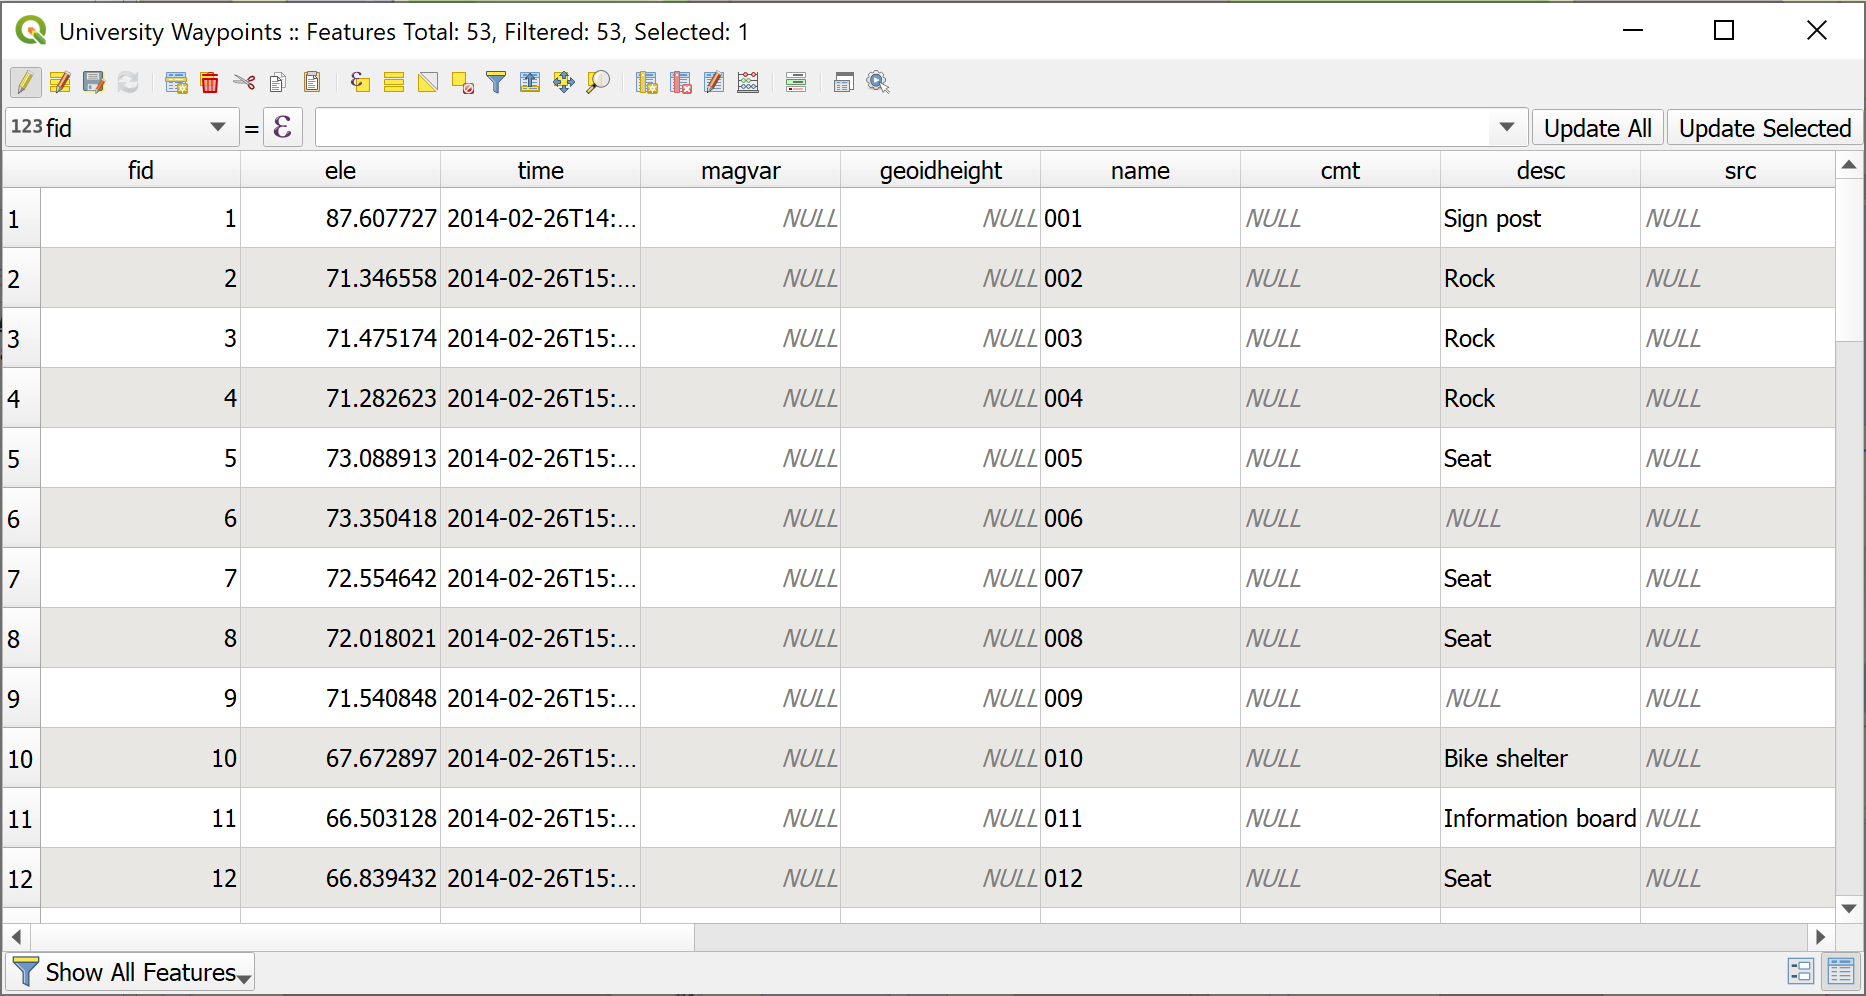 University Waypoints :: Features Total: 53, Filtered: 53, Selected: 1
123 fid = ε Update All Update Selected
fid ele time magvar geoidheight name cmt desc src
1 1 87.607727 2014-02-26T14:... NULL NULL 001 NULL Sign post NULL
2 2 71.346558 2014-02-26T15:... NULL NULL 002 NULL Rock NULL
3 3 71.475174 2014-02-26T15:... NULL NULL 003 NULL Rock NULL
4 4 71.282623 2014-02-26T15:... NULL NULL 004 NULL Rock NULL
5 5 73.088913 2014-02-26T15:... NULL NULL 005 NULL Seat NULL
6 6 73.350418 2014-02-26T15:... NULL NULL 006 NULL NULL NULL
7 7 72.554642 2014-02-26T15:... NULL NULL 007 NULL Seat NULL
8 8 72.018021 2014-02-26T15:... NULL NULL 008 NULL Seat NULL
9 9 71.540848 2014-02-26T15:... NULL NULL 009 NULL NULL NULL
10 10 67.672897 2014-02-26T15:... NULL NULL 010 NULL Bike shelter NULL
11 11 66.503128 2014-02-26T15:... NULL NULL 011 NULL Information board NULL
12 12 66.839432 2014-02-26T15:... NULL NULL 012 NULL Seat NULL
Show All Features